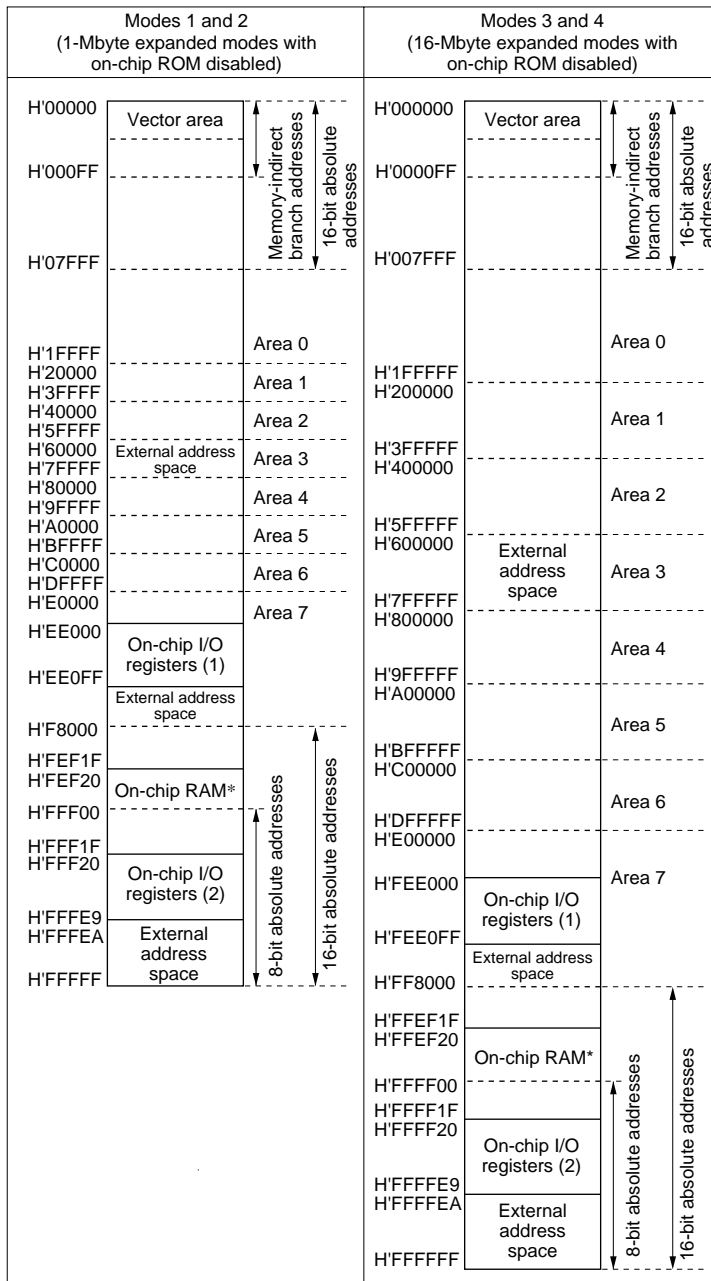 Modes 1 and 2
(1-Mbyte expanded modes with
on-chip ROM disabled)
H'00000
Vector area
H'000FF
Memory-indirect
branch addresses
16-bit absolute
addresses
H'07FFF
H'1FFFF
Area 0
H'20000
H'3FFFF
Area 1
H'40000
H'5FFFF
Area 2
H'60000
H'7FFFF
External address
space
Area 3
H'80000
H'9FFFF
Area 4
H'A0000
H'BFFFF
Area 5
H'C0000
H'DFFFF
Area 6
H'E0000
Area 7
H'EE000
On-chip I/O
registers (1)
H'EE0FF
External address
space
H'F8000
H'FEF1F
H'FEF20
On-chip RAM*
H'FFF00
H'FFF1F
H'FFF20
On-chip I/O
registers (2)
H'FFFE9
H'FFFEA
External
address
space
H'FFFFF
8-bit absolute addresses
16-bit absolute addresses
Modes 3 and 4
(16-Mbyte expanded modes with
on-chip ROM disabled)
H'000000
Vector area
H'0000FF
Memory-indirect
branch addresses
16-bit absolute
addresses
H'007FFF
Area 0
H'1FFFFF
H'200000
Area 1
H'3FFFFF
H'400000
Area 2
H'5FFFFF
H'600000
External
address
space
Area 3
H'7FFFFF
H'800000
Area 4
H'9FFFFF
H'A00000
Area 5
H'BFFFFF
H'C00000
Area 6
H'DFFFFF
H'E00000
Area 7
H'FEE000
On-chip I/O
registers (1)
H'FEE0FF
External address
space
H'FF8000
H'FFEF1F
H'FFEF20
On-chip RAM*
H'FFFF00
H'FFFF1F
H'FFFF20
On-chip I/O
registers (2)
H'FFFFE9
H'FFFFEA
External
address
space
H'FFFFFF
8-bit absolute addresses
16-bit absolute addresses